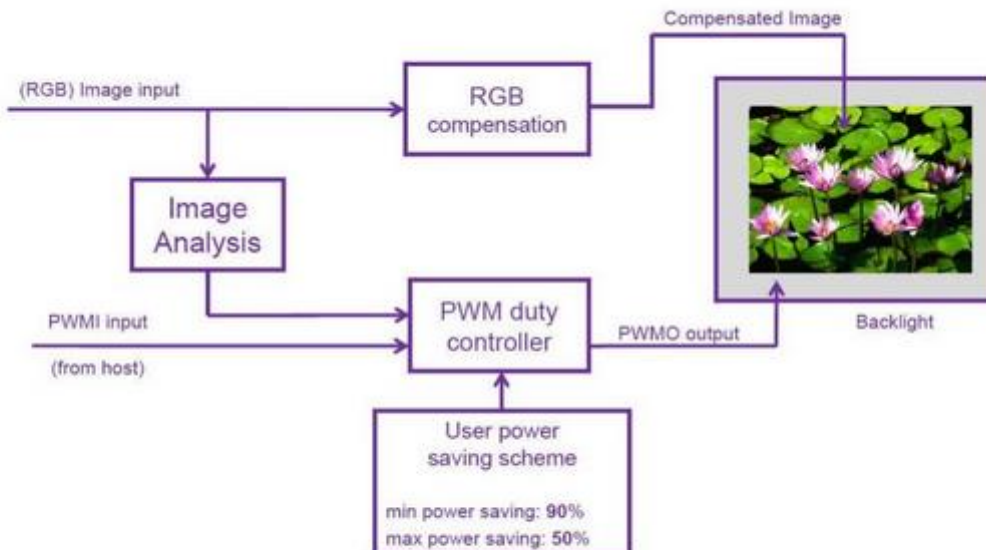 Compensated Image
(RGB) Image input
RGB
compensation
Image
Analysis
PWMI input
(from host)
PWM duty
controller
PWMO output
Backlight
User power
saving scheme
min power saving: 90%
max power saving: 50%